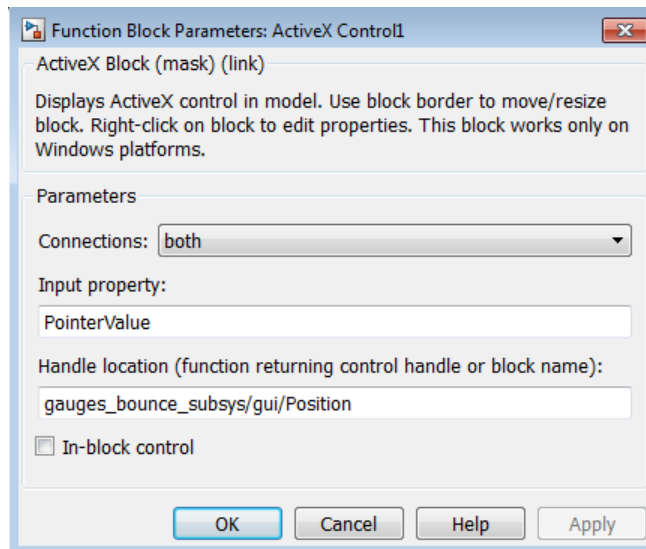 Function Block Parameters: ActiveX Control1
ActiveX Block (mask) (link)
Displays ActiveX control in model. Use block border to move/resize
block. Right-click on block to edit properties. This block works only on
Windows platforms.
Parameters
Connections: both
Input property:
PointerValue
Handle location (function returning control handle or block name):
gauges_bounce_subsys/gui/Position
In-block control
OK Cancel Help Apply